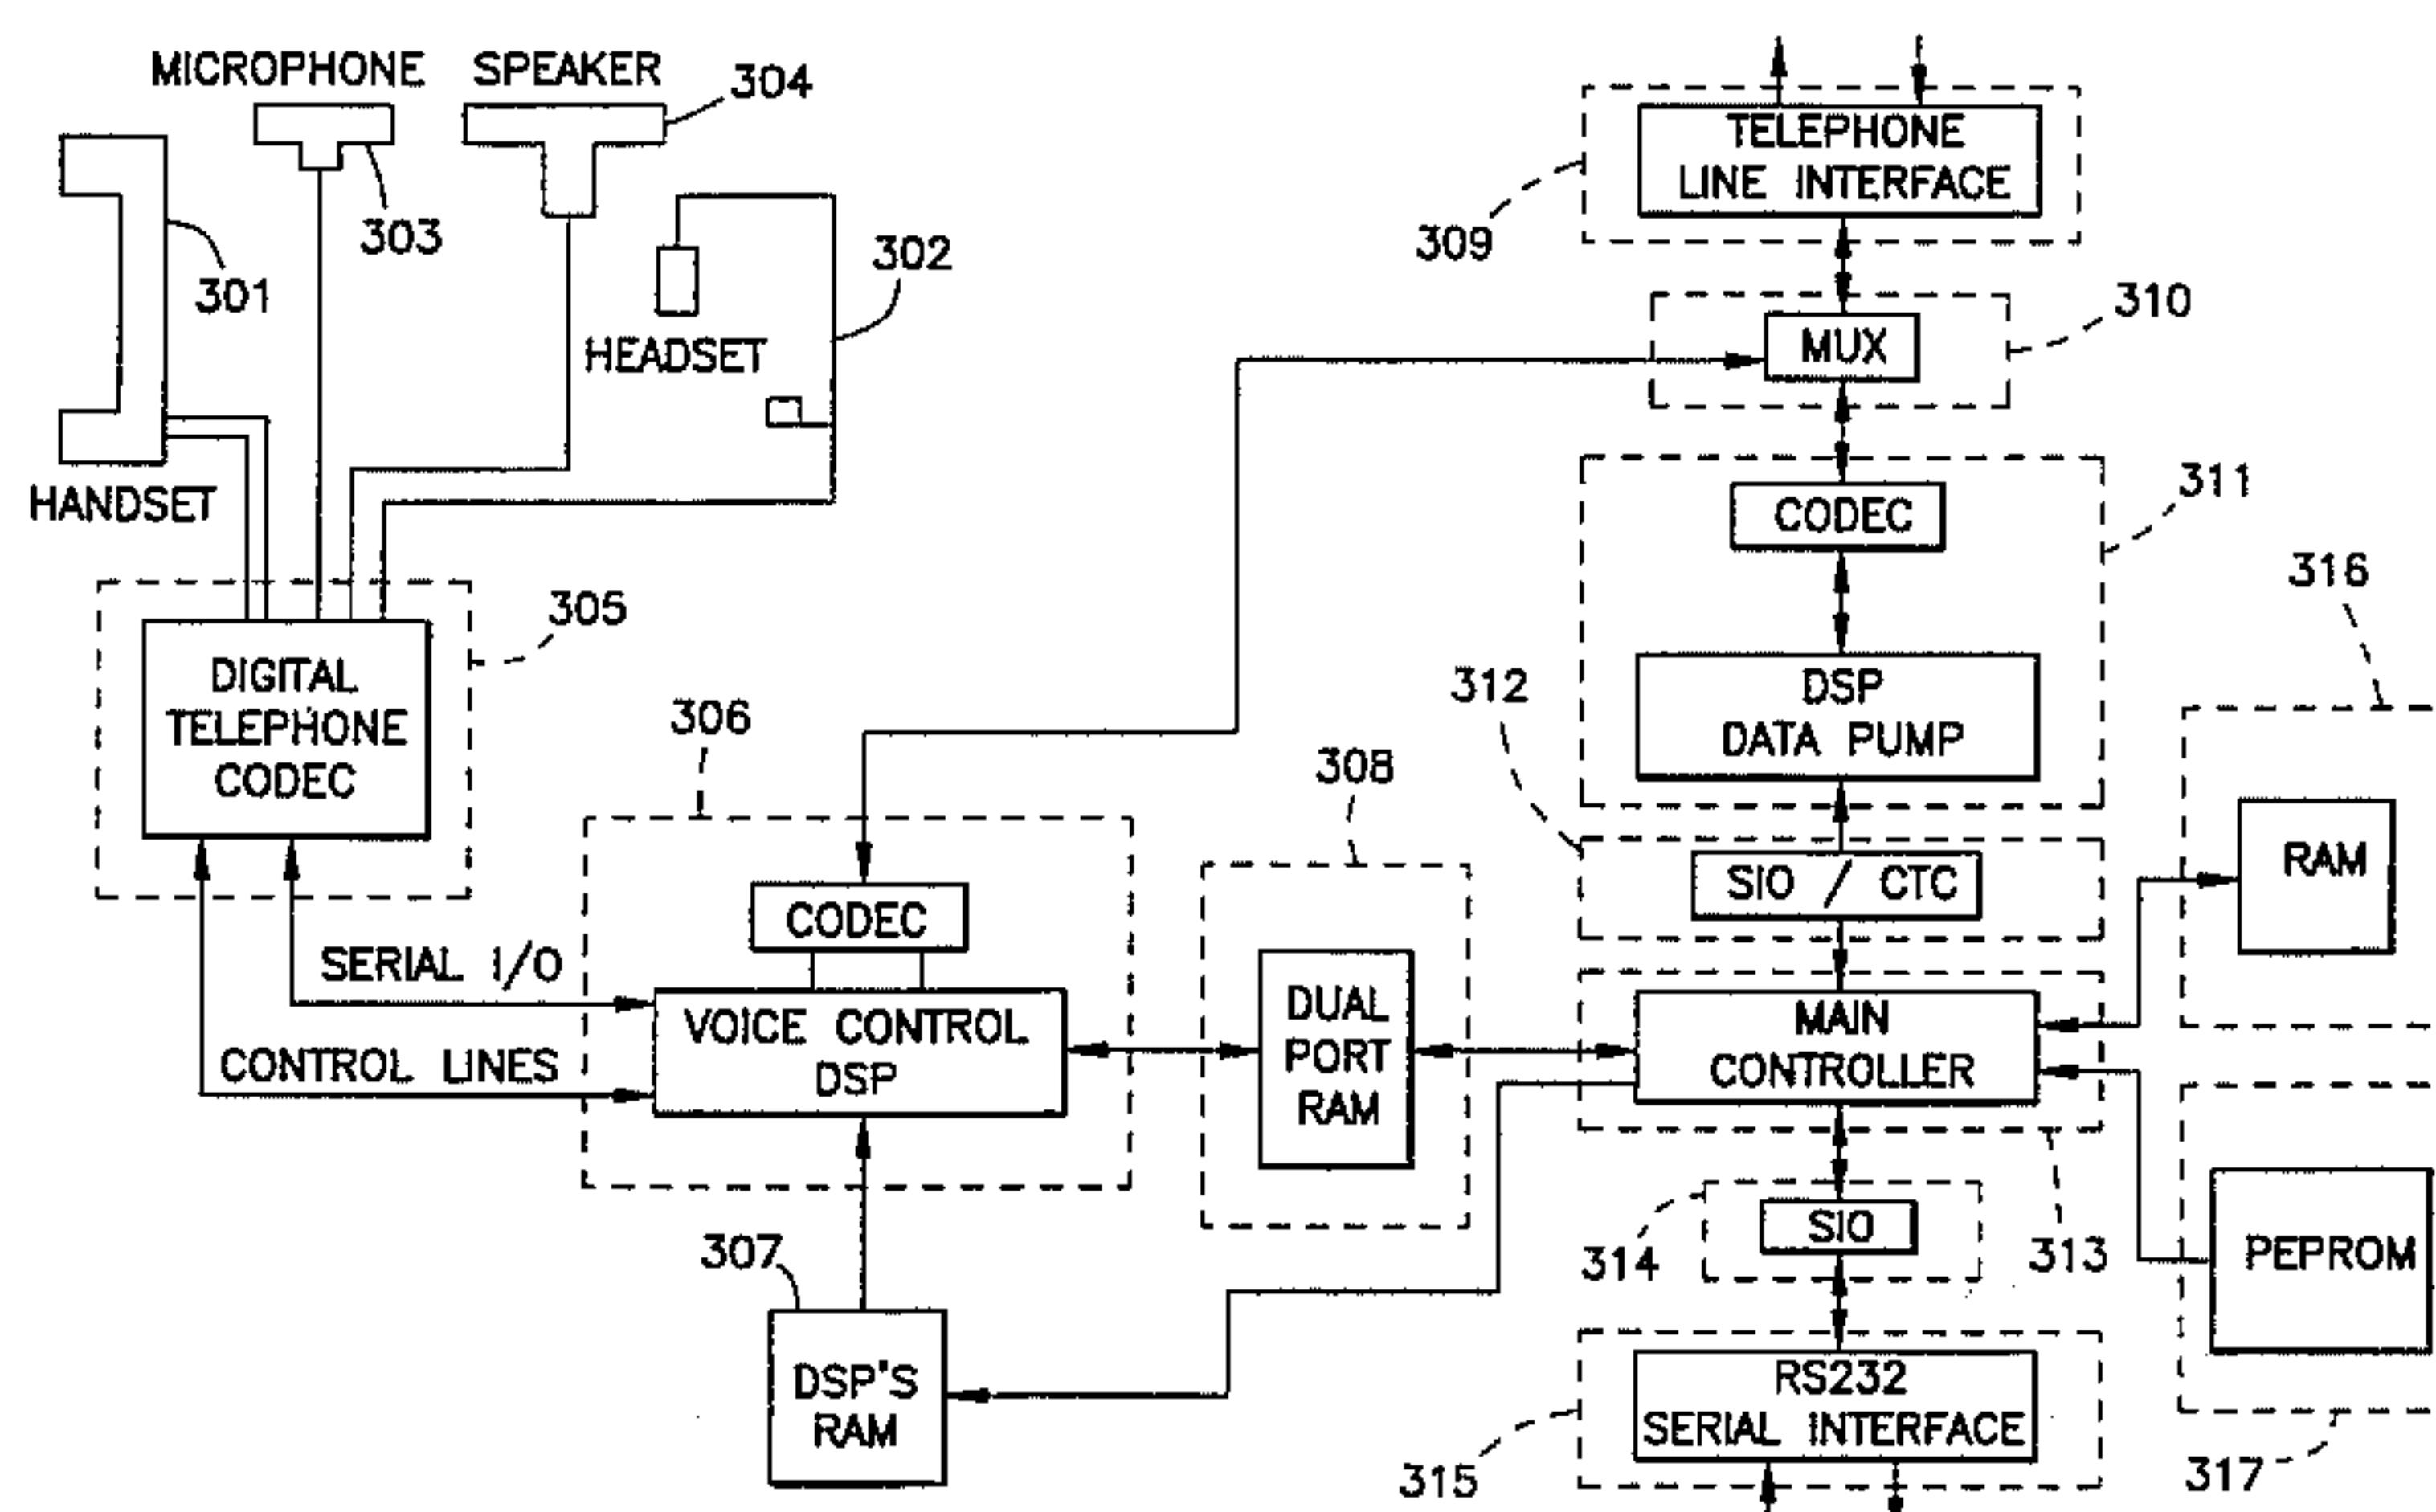 MICROPHONE
SPEAKER
304
303
301
302
HEADSET
HANDSET
305
DIGITAL
TELEPHONE
CODEC
SERIAL I/O
CONTROL LINES
306
CODEC
VOICE CONTROL
DSP
307
DSP'S
RAM
308
DUAL
PORT
RAM
TELEPHONE
LINE INTERFACE
309
310
MUX
311
CODEC
DSP
DATA PUMP
312
SIO / CTC
MAIN
CONTROLLER
313
314
SIO
RS232
SERIAL INTERFACE
315
316
RAM
PEPROM
317